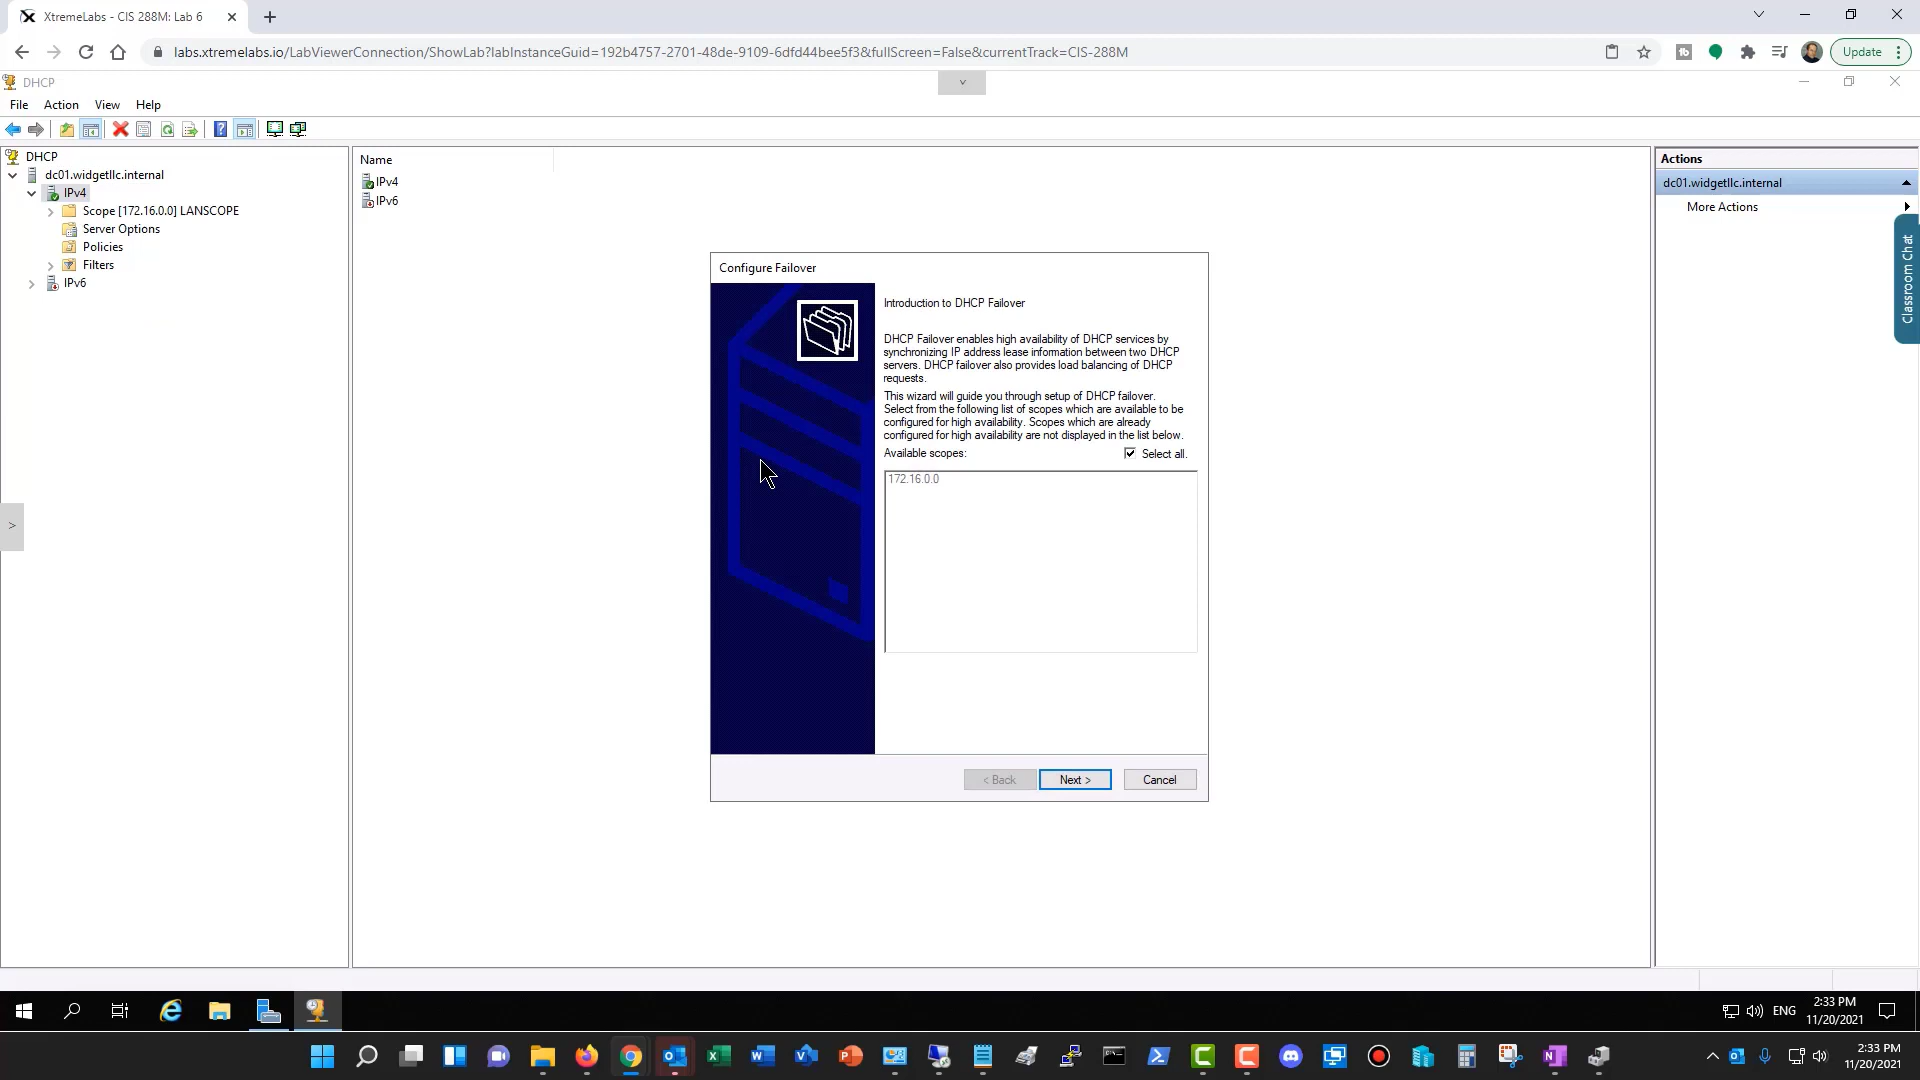 XtremeLabs - CIS 288M: Lab 6
labs.xtremelabs.io/LabViewerConnection/ShowLab?labInstanceGuid=192b4757-2701-48de-9109-6dfd44bee5f3&fullScreen=False&currentTrack=CIS-288M
Update
DHCP
File Action View Help
DHCP
dc01.widgetllc.internal
IPv4
Scope [172.16.0.0] LANSCOPE
Server Options
Policies
Filters
IPv6
Name
IPv4
IPv6
Configure Failover
Introduction to DHCP Failover
DHCP Failover enables high availability of DHCP services by
synchronizing IP address lease information between two DHCP
servers. DHCP failover also provides load balancing of DHCP
requests.
This wizard will guide you through setup of DHCP failover.
Select from the following list of scopes which are available to be
configured for high availability. Scopes which are already
configured for high availability are not displayed in the list below.
Available scopes: Select all.
172.16.0.0
< Back Next > Cancel
Actions
dc01.widgetllc.internal
More Actions
Classroom Chat
ENG
2:33 PM
11/20/2021
2:33 PM
11/20/2021